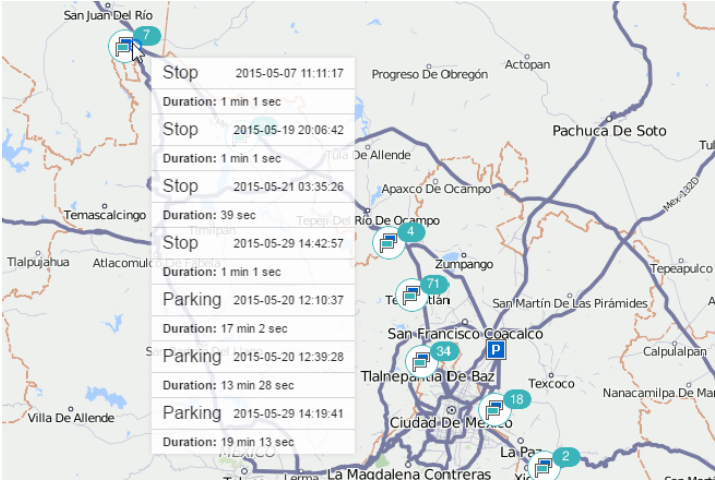 San Juan Del Río
7
Stop 2015-05-07 11:11:17
Duration: 1 min 1 sec
Stop 2015-05-19 20:06:42
Duration: 1 min 1 sec
Stop 2015-05-21 03:35:26
Duration: 39 sec
Stop 2015-05-29 14:42:57
Duration: 1 min 1 sec
Parking 2015-05-20 12:10:37
Duration: 17 min 2 sec
Parking 2015-05-20 12:39:28
Duration: 13 min 28 sec
Parking 2015-05-29 14:19:41
Duration: 19 min 13 sec
Actopan
Progreso De Obregón
Pachuca De Soto
Tula De Allende
Apaxco De Ocampo
Mex-132D
Temascalcingo
Tepeji Del Río De Ocampo
Timilpan
4
Tlalpujahua
Atlacomulco De Fabela
Zumpango
Tepeapulco
71
San Martín De Las Pirámides
San Francisco Coacalco
P
34
Calpulalpan
Tlalnepantla De Baz
Texcoco
18
Villa De Allende
Ciudad De México
La Paz
2
MÉXICO
Lerma
La Magdalena Contreras